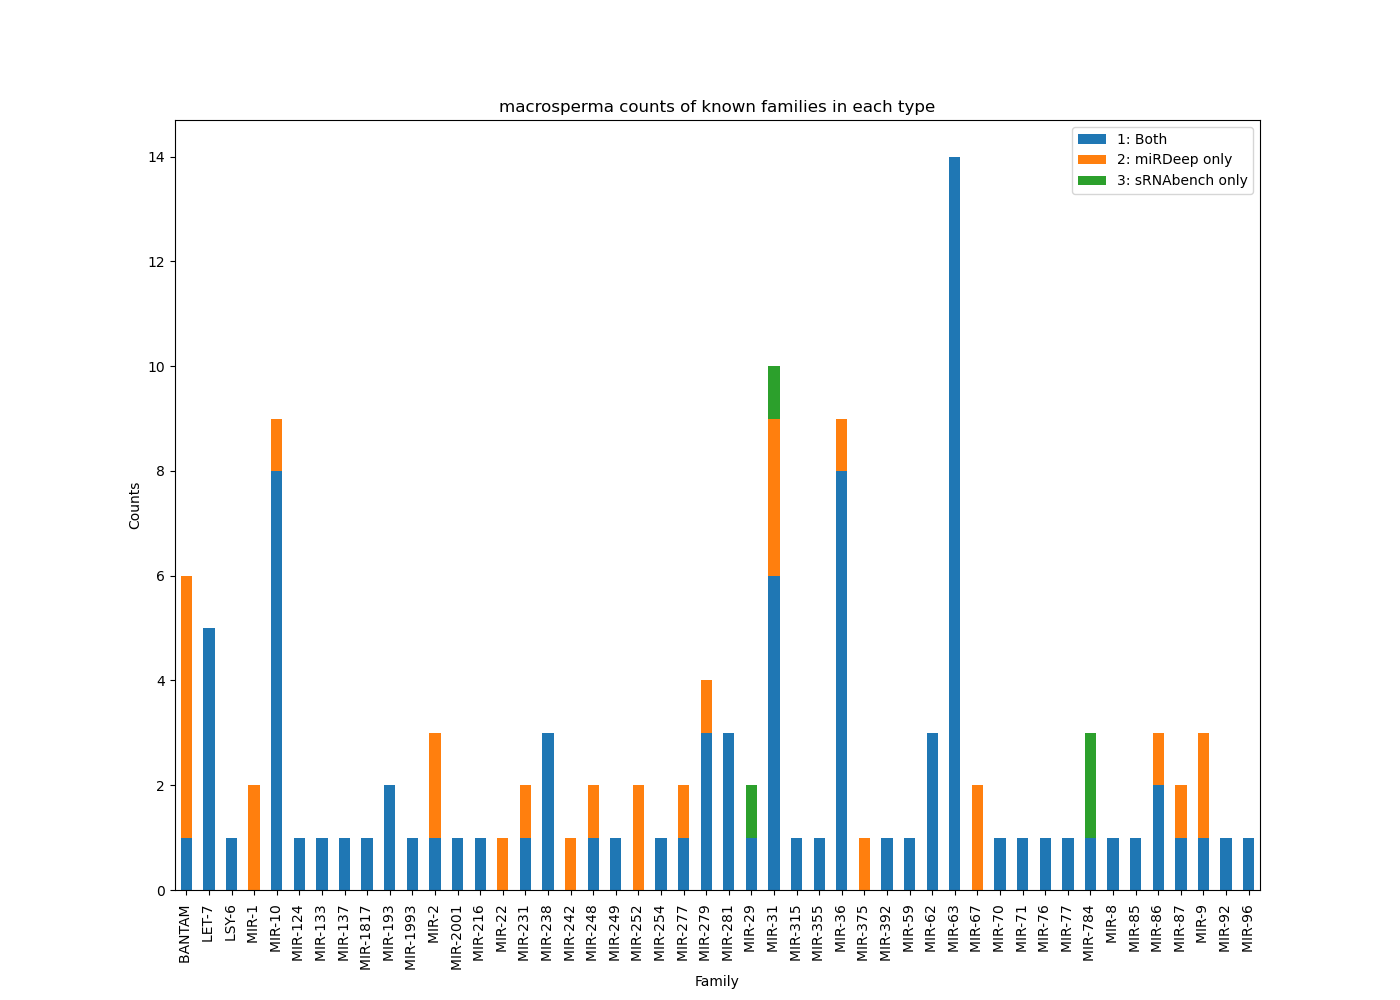 macrosperma counts of known families in each type
1: Both
2: miRDeep only
3: sRNAbench only
14
12
10
8
6
4
2
0
Counts
BANTAM
LET-7
LSY-6
MIR-1
MIR-10
MIR-124
MIR-133
MIR-137
MIR-1817
MIR-193
MIR-1993
MIR-2
MIR-2001
MIR-216
MIR-22
MIR-231
MIR-238
MIR-242
MIR-248
MIR-249
MIR-252
MIR-254
MIR-277
MIR-279
MIR-281
MIR-29
MIR-31
MIR-315
MIR-355
MIR-36
MIR-375
MIR-392
MIR-59
MIR-62
MIR-63
MIR-67
MIR-70
MIR-71
MIR-76
MIR-77
MIR-784
MIR-8
MIR-85
MIR-86
MIR-87
MIR-9
MIR-92
MIR-96
Family